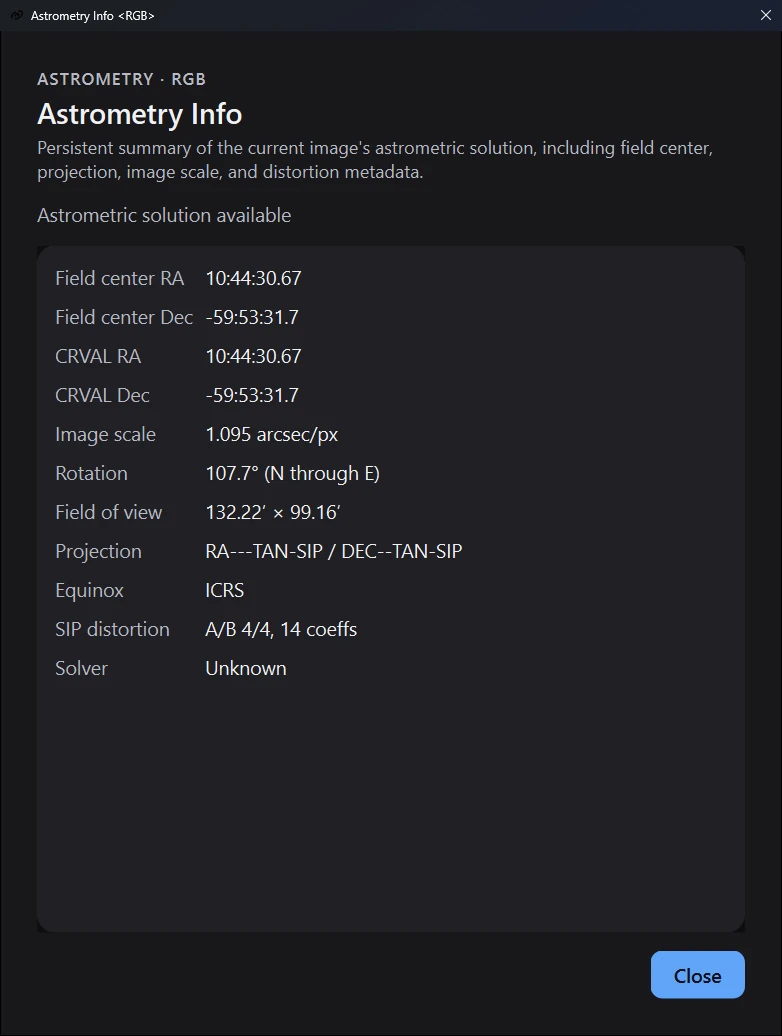 Astrometry Info <RGB>
ASTROMETRY · RGB
Astrometry Info
Persistent summary of the current image's astrometric solution, including field center,
projection, image scale, and distortion metadata.
Astrometric solution available
Field center RA 10:44:30.67
Field center Dec -59:53:31.7
CRVAL RA 10:44:30.67
CRVAL Dec -59:53:31.7
Image scale 1.095 arcsec/px
Rotation 107.7° (N through E)
Field of view 132.22′ × 99.16′
Projection RA---TAN-SIP / DEC--TAN-SIP
Equinox ICRS
SIP distortion A/B 4/4, 14 coeffs
Solver Unknown
Close